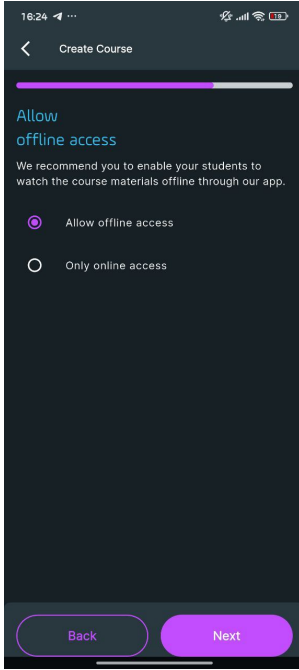 16:24
19
Create Course
Allow
offline access
We recommend you to enable your students to
watch the course materials offline through our app.
Allow offline access
Only online access
Back
Next